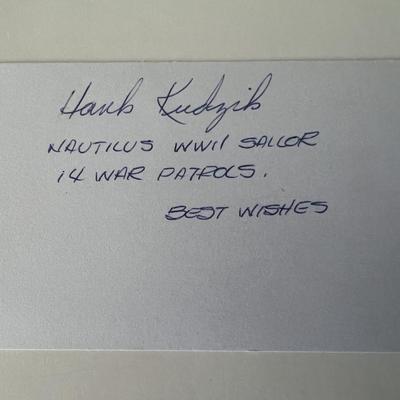 Hank Kudzik
NAUTILUS WWII SAILOR
14 WAR PATROLS.
BEST WISHES